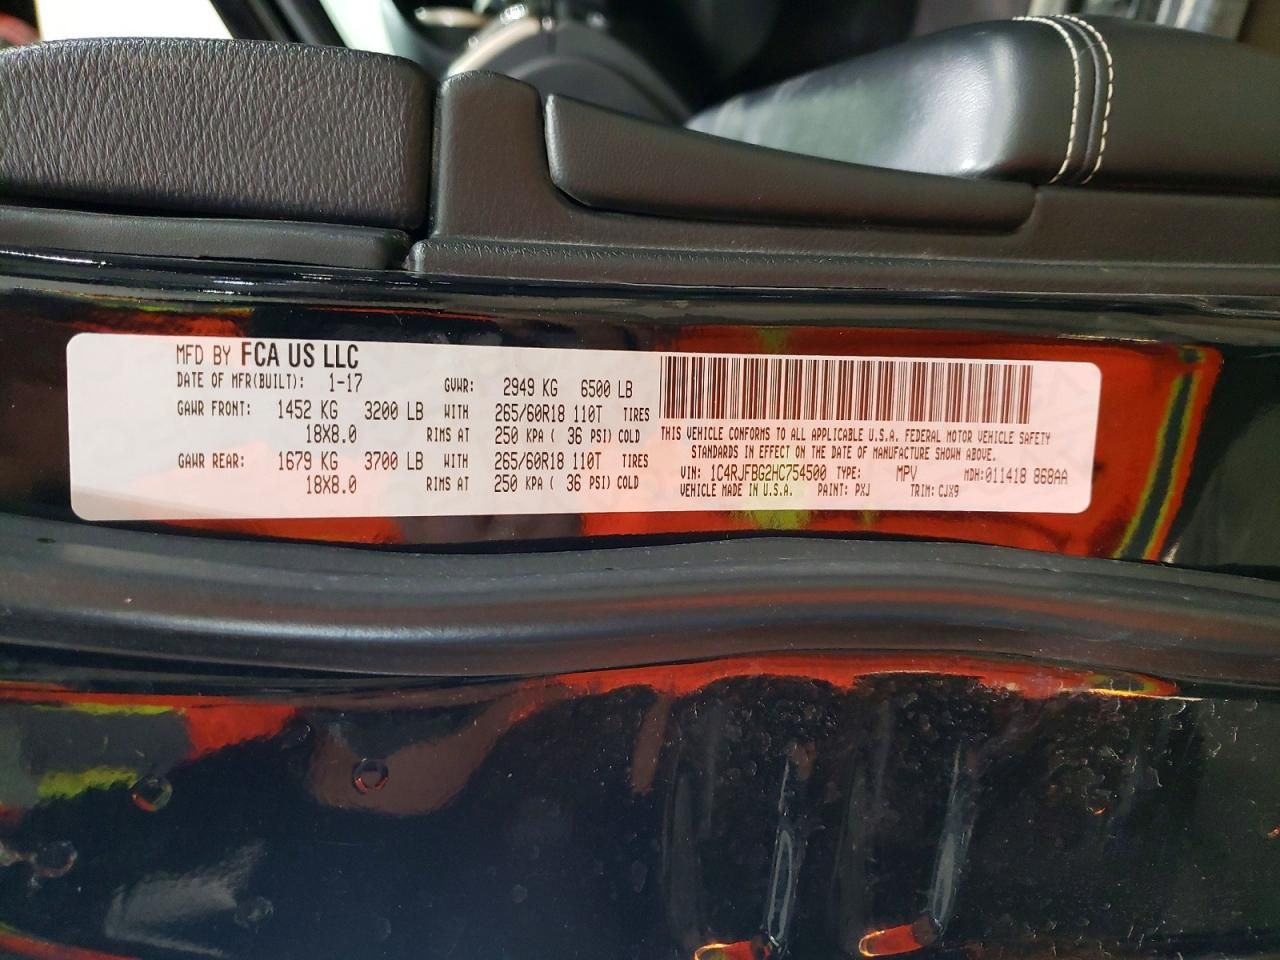 MFD BY FCA US LLC
DATE OF MFR(BUILT): 1-17 GVWR: 2949 KG 6500 LB
GAWR FRONT: 1452 KG 3200 LB WITH 265/60R18 110T TIRES
18X8.0 RIMS AT 250 KPA ( 36 PSI) COLD
GAWR REAR: 1679 KG 3700 LB WITH 265/60R18 110T TIRES
18X8.0 RIMS AT 250 KPA ( 36 PSI) COLD
THIS VEHICLE CONFORMS TO ALL APPLICABLE U.S.A. FEDERAL MOTOR VEHICLE SAFETY
STANDARDS IN EFFECT ON THE DATE OF MANUFACTURE SHOWN ABOVE.
VIN: 1C4RJFBG2HC754500 TYPE: MPV MDH:011418 868AA
VEHICLE MADE IN U.S.A. PAINT: PXJ TRIM: CJX9